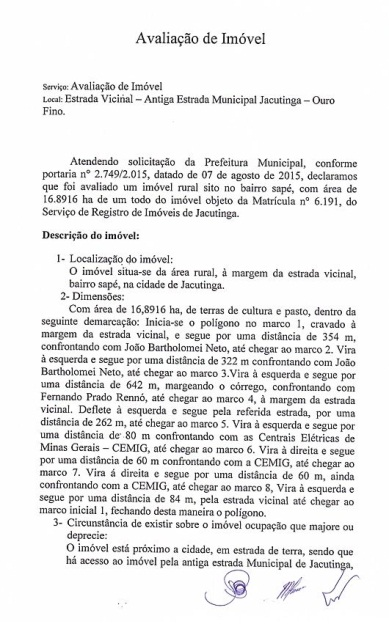 Avaliação de Imóvel
Serviço: Avaliação de Imóvel
Local: Estrada Vicinal – Antiga Estrada Municipal Jacutinga – Ouro
Fino.
Atendendo solicitação da Prefeitura Municipal, conforme
portaria n° 2.749/2.015, datado de 07 de agosto de 2015, declaramos
que foi avaliado um imóvel rural sito no bairro sapé, com área de
16.8916 ha de um todo do imóvel objeto da Matrícula n° 6.191, do
Serviço de Registro de Imóveis de Jacutinga.
Descrição do imóvel:
1- Localização do imóvel:
O imóvel situa-se da área rural, à margem da estrada vicinal,
bairro sapé, na cidade de Jacutinga.
2- Dimensões:
Com área de 16,8916 ha, de terras de cultura e pasto, dentro da
seguinte demarcação: Inicia-se o polígono no marco 1, cravado à
margem da estrada vicinal, e segue por uma distância de 354 m,
confrontando com João Bartholomei Neto, até chegar ao marco 2. Vira
à esquerda e segue por uma distância de 322 m confrontando com João
Bartholomei Neto, até chegar ao marco 3.Vira à esquerda e segue por
uma distância de 642 m, margeando o córrego, confrontando com
Fernando Prado Rennó, até chegar ao marco 4, à margem da estrada
vicinal. Deflete à esquerda e segue pela referida estrada, por uma
distância de 262 m, até chegar ao marco 5. Vira à esquerda e segue por
uma distância de 80 m confrontando com as Centrais Elétricas de
Minas Gerais – CEMIG, até chegar ao marco 6. Vira à direita e segue
por uma distância de 60 m confrontando com a CEMIG, até chegar ao
marco 7. Vira á direita e segue por uma distância de 60 m, ainda
confrontando com a CEMIG, até chegar ao marco 8, Vira à esquerda e
segue por uma distância de 84 m, pela estrada vicinal até chegar ao
marco inicial 1, fechando desta maneira o polígono.
3- Circunstância de existir sobre o imóvel ocupação que majore ou
deprecie:
O imóvel está próximo a cidade, em estrada de terra, sendo que
há acesso ao imóvel pela antiga estrada Municipal de Jacutinga,